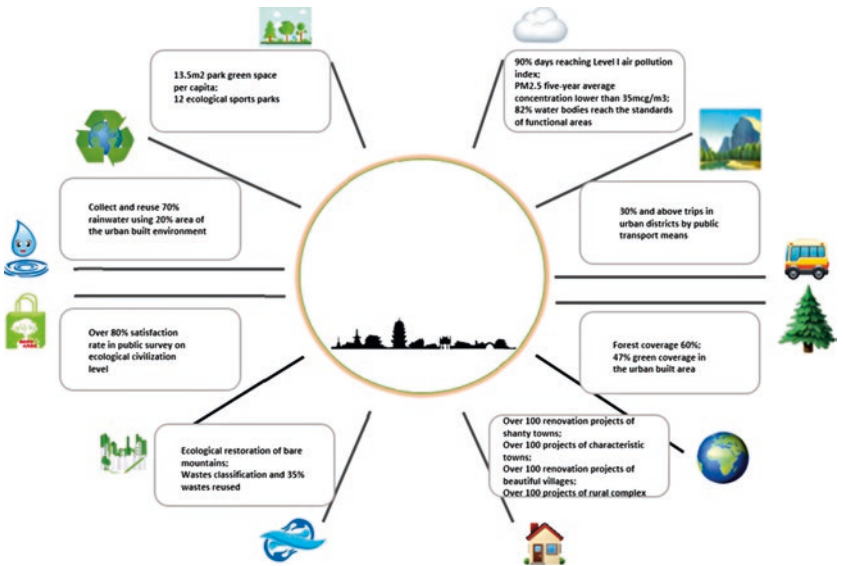 13.5m2 park green space
per capita;
12 ecological sports parks
90% days reaching Level I air pollution
index;
PM2.5 five-year average
concentration lower than 35mcg/m3;
82% water bodies reach the standards
of functional areas
Collect and reuse 70%
rainwater using 20% area of
the urban built environment
30% and above trips in
urban districts by public
transport means
Over 80% satisfaction
rate in public survey on
ecological civilization
level
Forest coverage 60%;
47% green coverage in
the urban built area
Ecological restoration of bare
mountains;
Wastes classification and 35%
wastes reused
Over 100 renovation projects of
shanty towns;
Over 100 projects of characteristic
towns;
Over 100 renovation projects of
beautiful villages;
Over 100 projects of rural complex